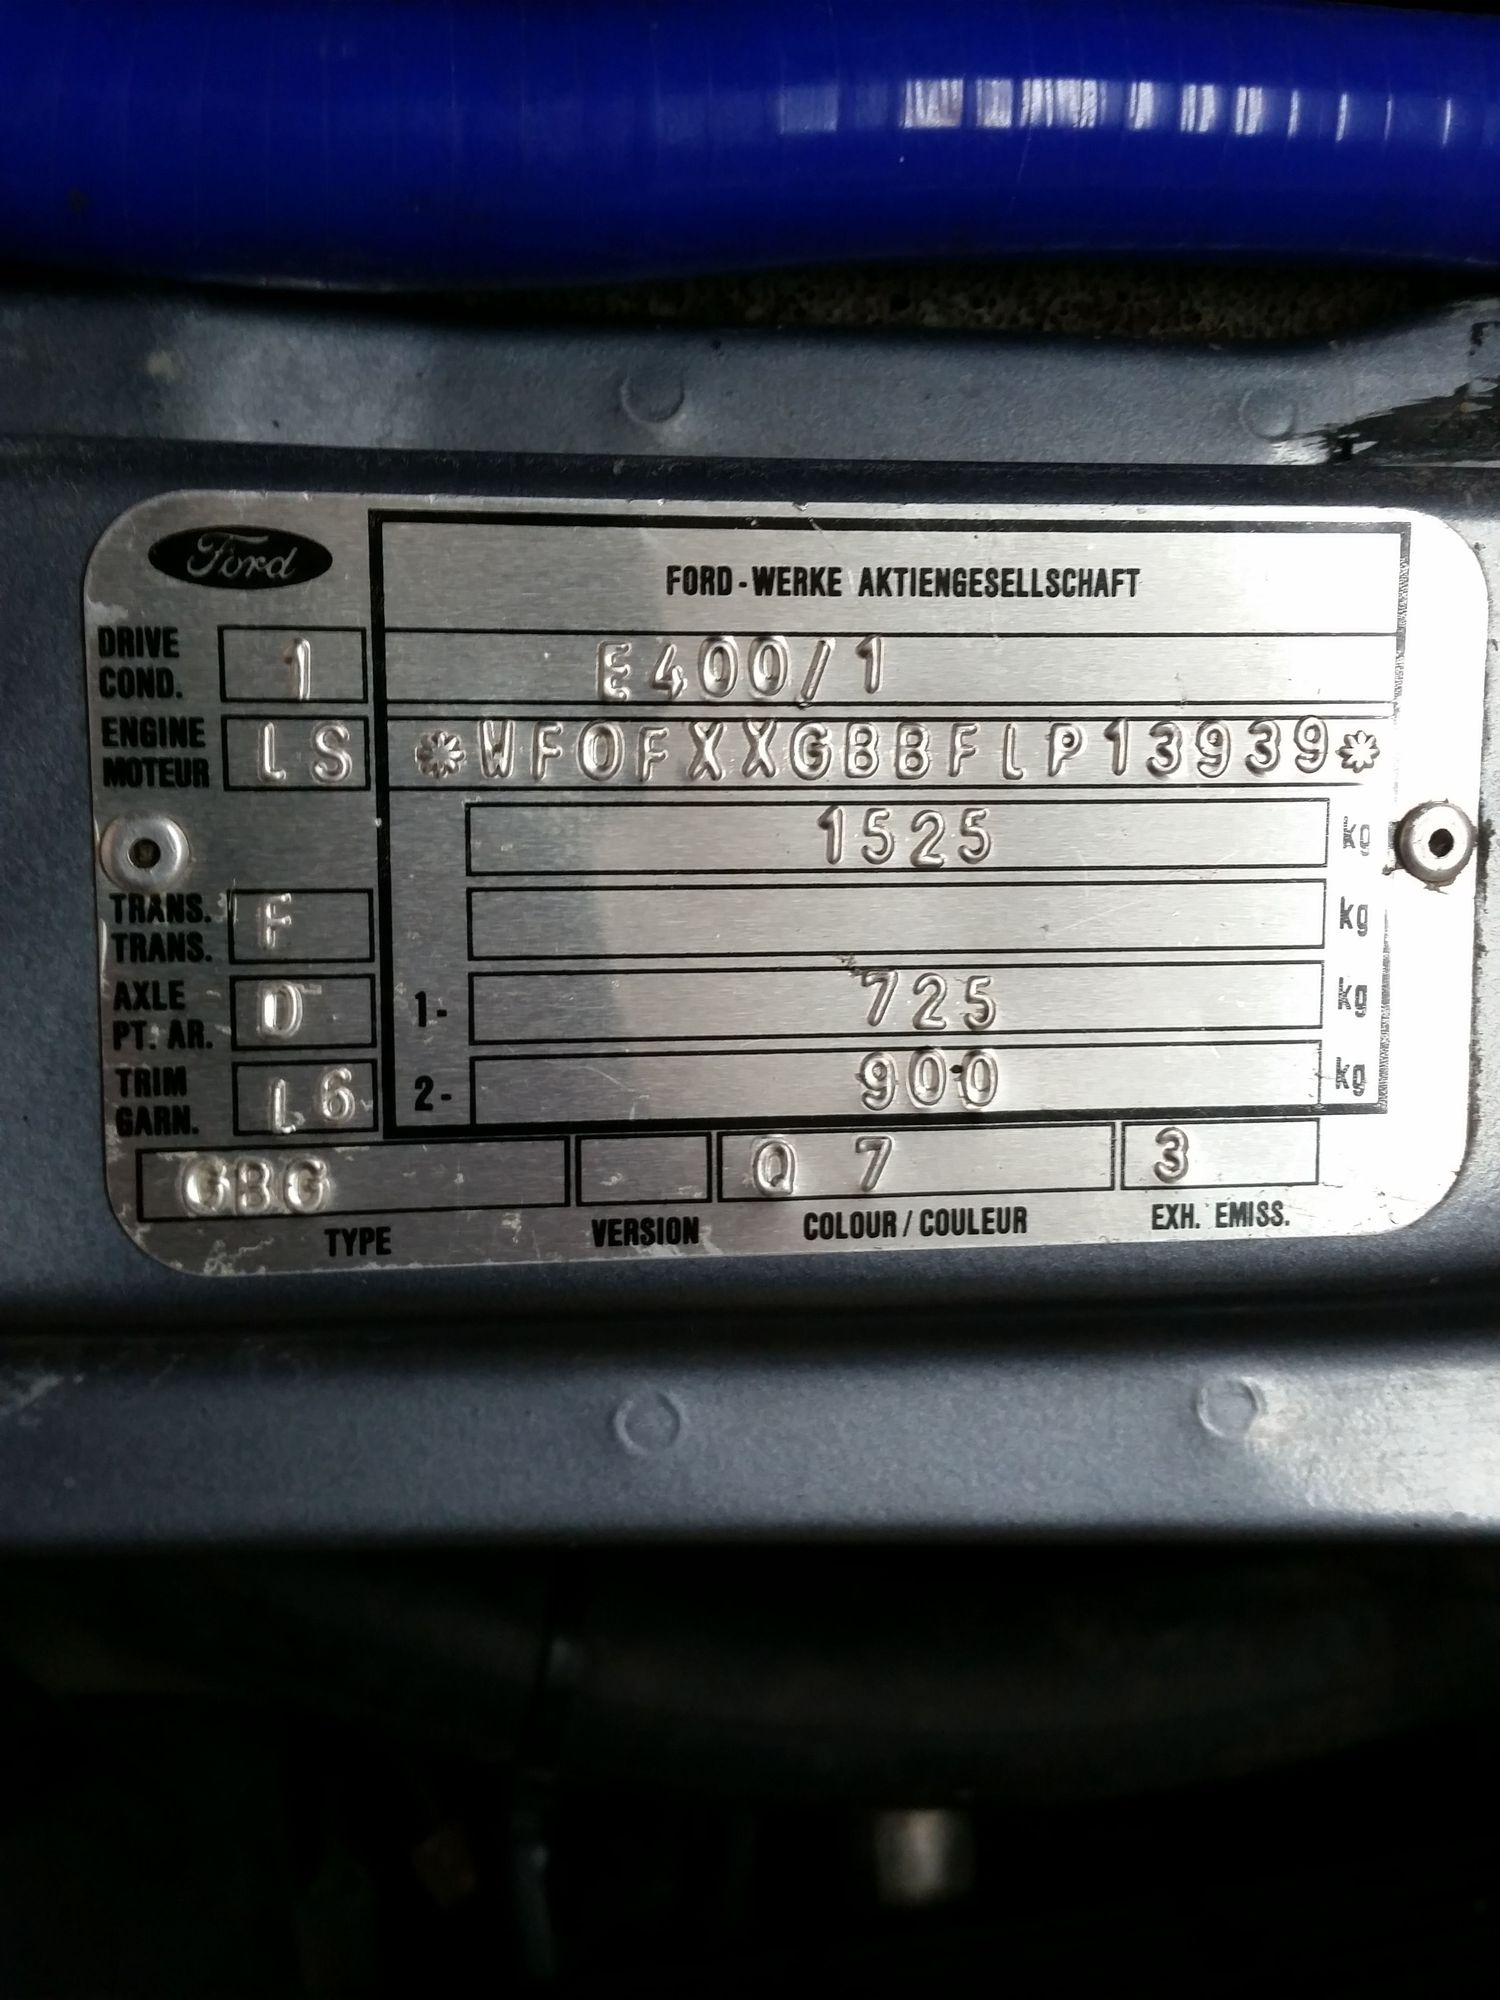 Ford
FORD-WERKE AKTIENGESELLSCHAFT
DRIVE
COND. 1 E400/1
ENGINE
MOTEUR LS *WF0FXXGBBFLP13939*
1525 kg
TRANS.
TRANS. F kg
AXLE
PT. AR. D 1- 725 kg
TRIM
GARN. L6 2- 900 kg
GBG Q 7 3
TYPE VERSION COLOUR/COULEUR EXH. EMISS.